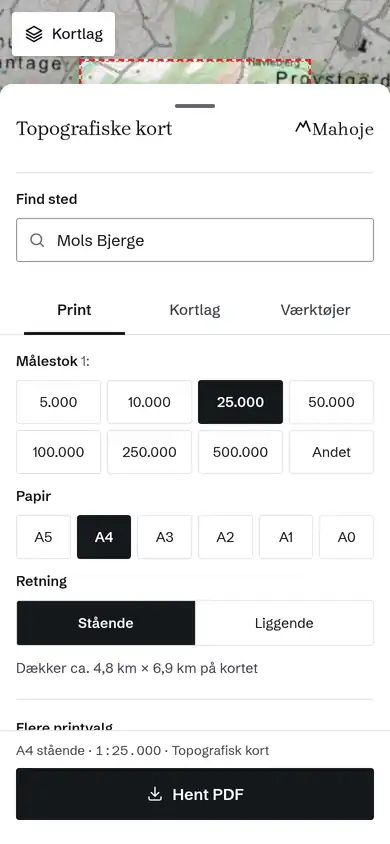 Kortlag
antage
Havrebjerg
Provstgård
Topografiske kort
Mahoje
Find sted
Mols Bjerge
Print Kortlag Værktøjer
Målestok 1:
5.000 10.000 25.000 50.000
100.000 250.000 500.000 Andet
Papir
A5 A4 A3 A2 A1 A0
Retning
Stående Liggende
Dækker ca. 4,8 km × 6,9 km på kortet
Flere printvalg
A4 stående · 1:25.000 · Topografisk kort
Hent PDF